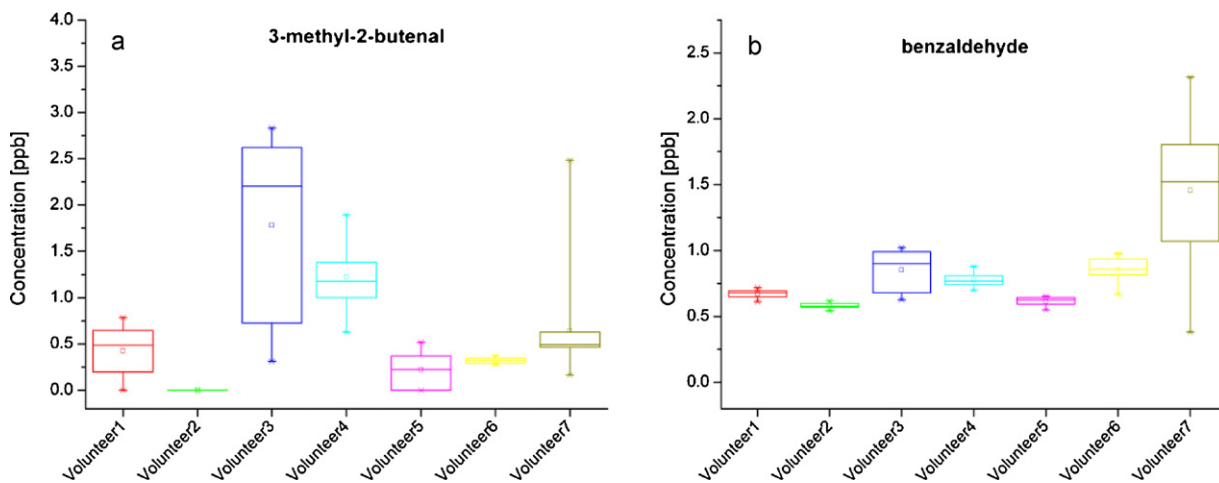 a
3-methyl-2-butenal
Concentration [ppb]
4.0
3.5
3.0
2.5
2.0
1.5
1.0
0.5
0.0
Volunteer1
Volunteer2
Volunteer3
Volunteer4
Volunteer5
Volunteer6
Volunteer7
b
benzaldehyde
Concentration [ppb]
2.5
2.0
1.5
1.0
0.5
0.0
Volunteer1
Volunteer2
Volunteer3
Volunteer4
Volunteer5
Volunteer6
Volunteer7